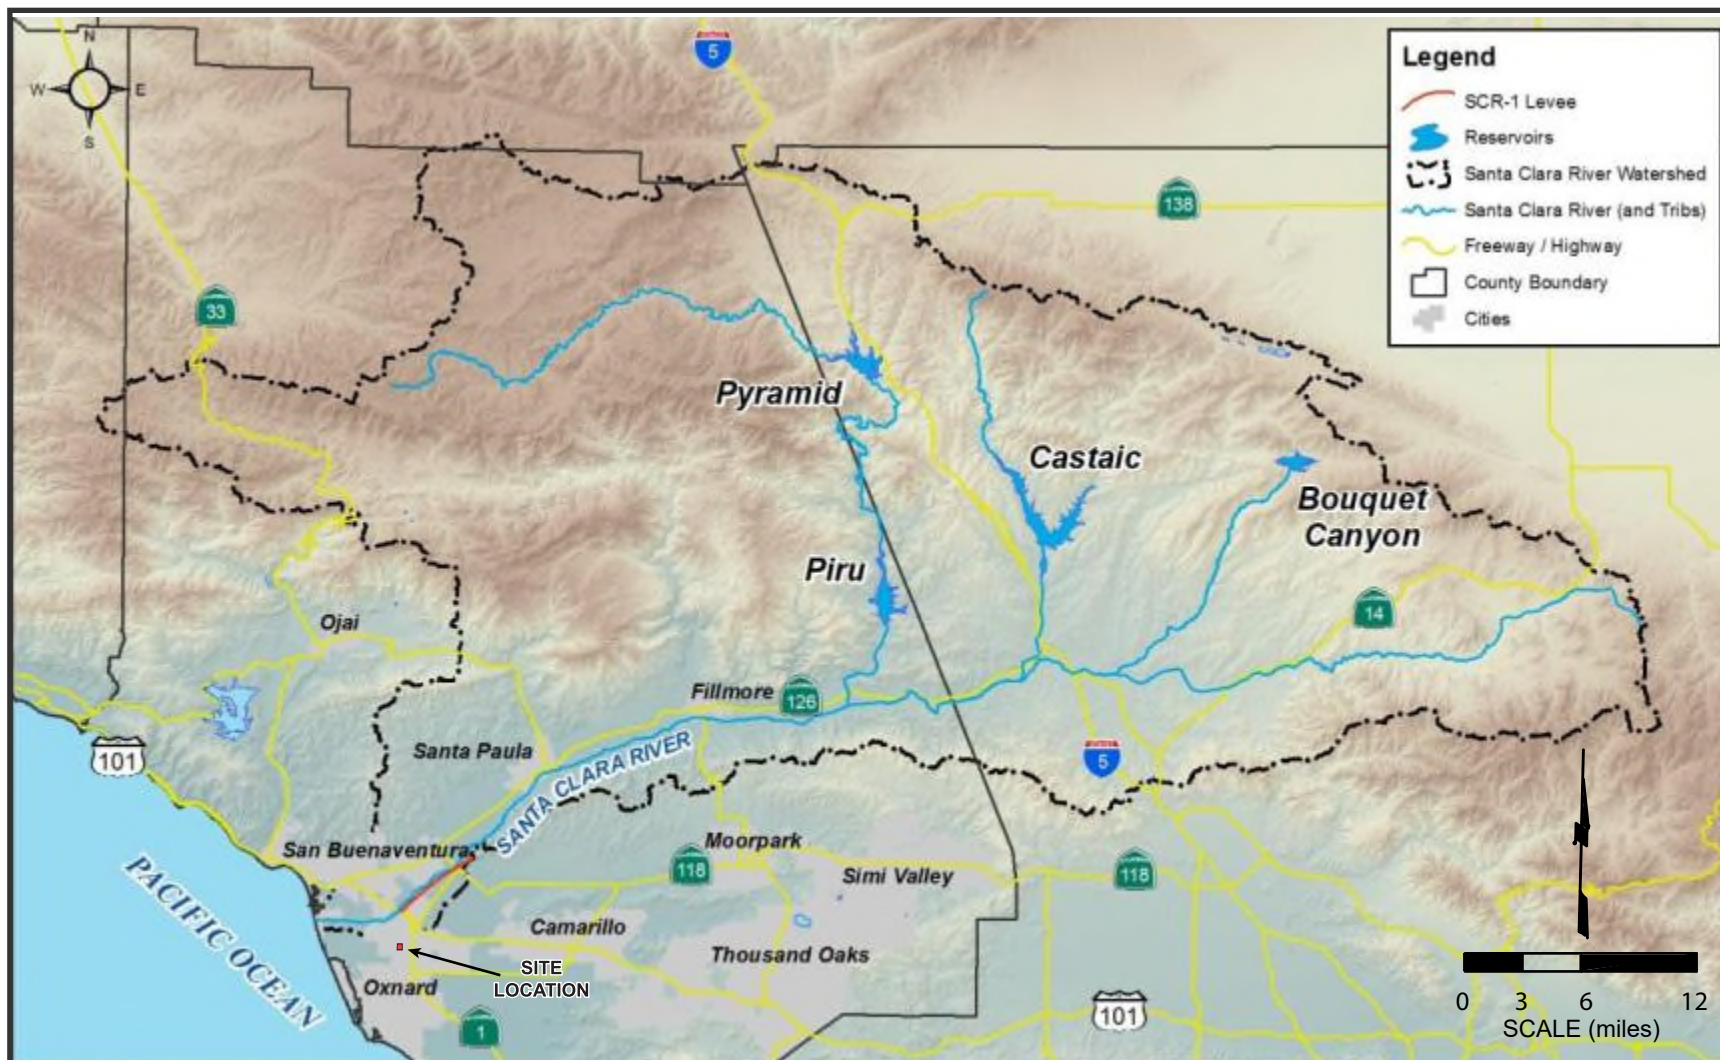 N
W
E
S
5
Legend
SCR-1 Levee
Reservoirs
Santa Clara River Watershed
Santa Clara River (and Tribs)
Freeway / Highway
County Boundary
Cities
138
33
Pyramid
Castaic
Bouquet
Canyon
Piru
14
Ojai
Fillmore
126
Santa Paula
SANTA CLARA RIVER
101
5
San Buenaventura
Moorpark
118
Simi Valley
118
PACIFIC OCEAN
Camarillo
Thousand Oaks
SITE
LOCATION
Oxnard
1
101
N
0 3 6 12
SCALE (miles)